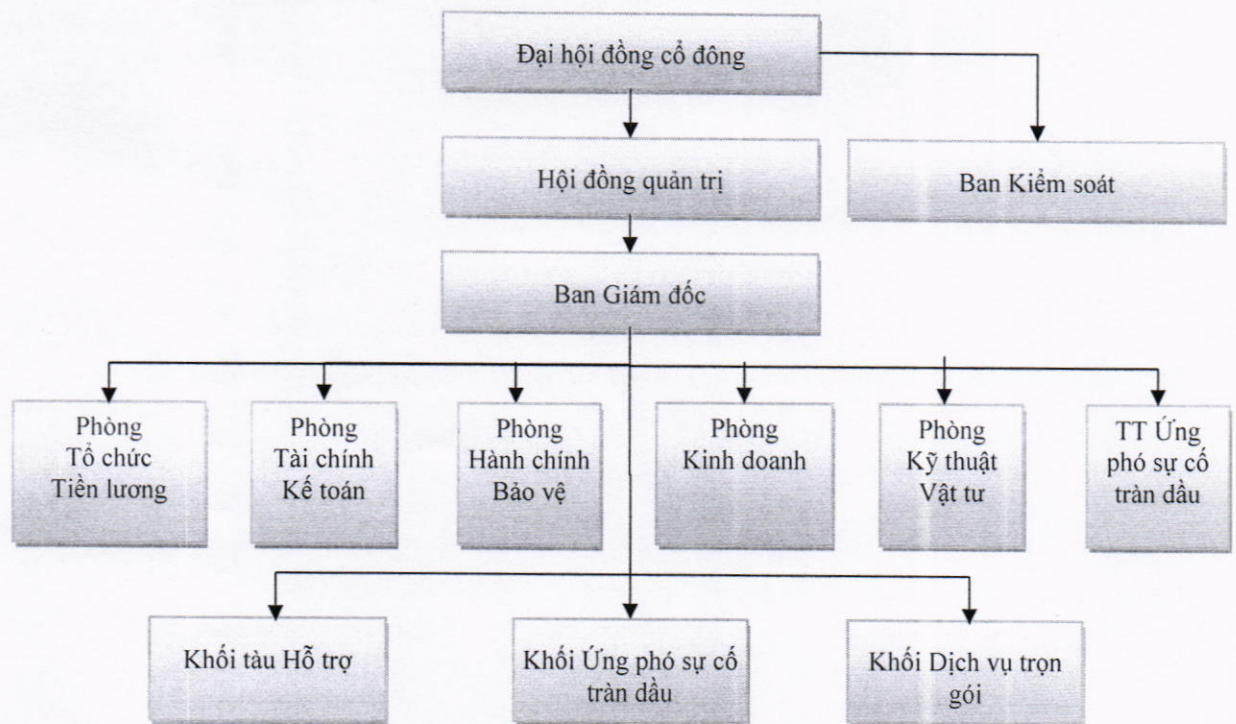 Đại hội đồng cổ đông
Hội đồng quản trị
Ban Kiểm soát
Ban Giám đốc
Phòng
Tổ chức
Tiền lương
Phòng
Tài chính
Kế toán
Phòng
Hành chính
Bảo vệ
Phòng
Kinh doanh
Phòng
Kỹ thuật
Vật tư
TT Ứng
phó sự cố
tràn dầu
Khối tàu Hỗ trợ
Khối Ứng phó sự cố
tràn dầu
Khối Dịch vụ trọn
gói